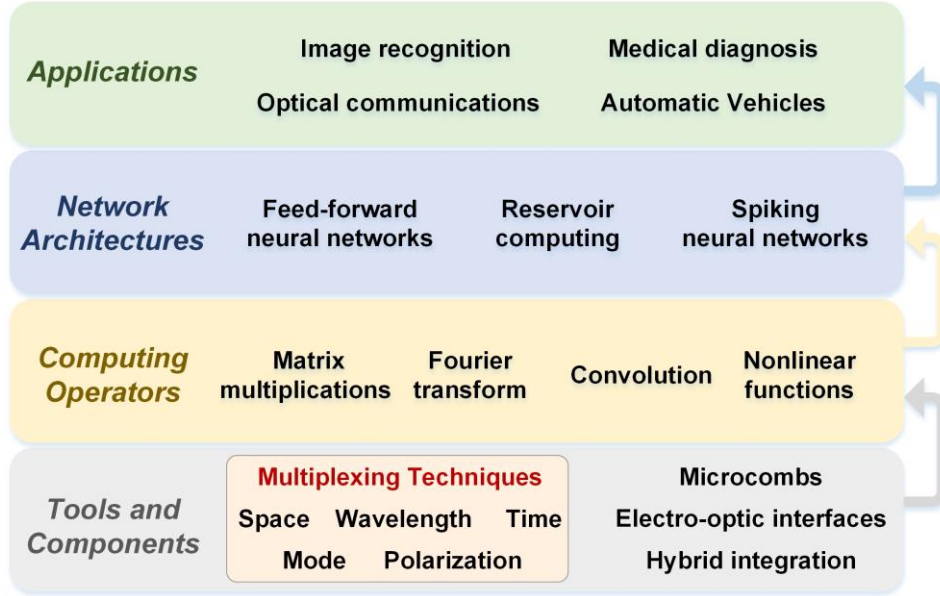 Applications
Image recognition
Medical diagnosis
Optical communications
Automatic Vehicles
Network
Architectures
Feed-forward
neural networks
Reservoir
computing
Spiking
neural networks
Computing
Operators
Matrix
multiplications
Fourier
transform
Convolution
Nonlinear
functions
Tools and
Components
Multiplexing Techniques
Space Wavelength Time
Mode Polarization
Microcombs
Electro-optic interfaces
Hybrid integration